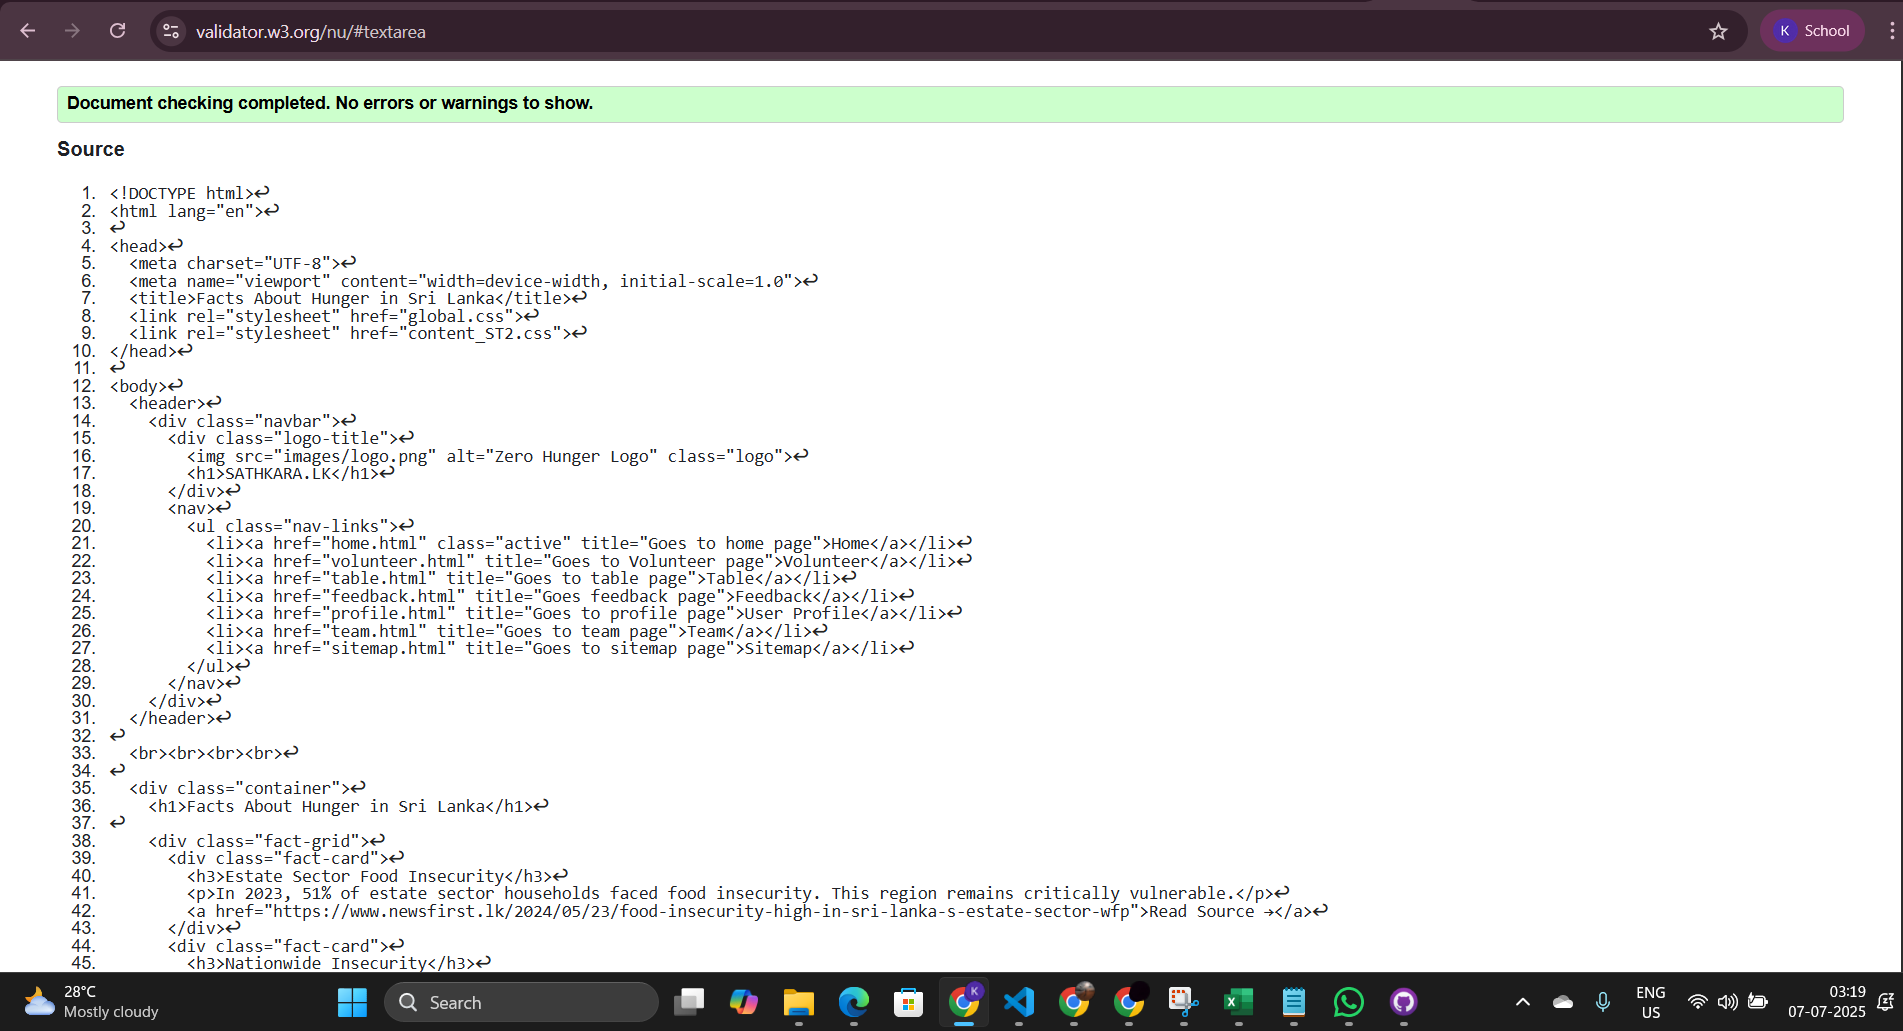 validator.w3.org/nu/#textarea
K School
Document checking completed. No errors or warnings to show.
Source
1. <!DOCTYPE html>↩
2. <html lang="en">↩
3. ↩
4. <head>↩
5. <meta charset="UTF-8">↩
6. <meta name="viewport" content="width=device-width, initial-scale=1.0">↩
7. <title>Facts About Hunger in Sri Lanka</title>↩
8. <link rel="stylesheet" href="global.css">↩
9. <link rel="stylesheet" href="content_ST2.css">↩
10. </head>↩
11. ↩
12. <body>↩
13. <header>↩
14. <div class="navbar">↩
15. <div class="logo-title">↩
16. <img src="images/logo.png" alt="Zero Hunger Logo" class="logo">↩
17. <h1>SATHKARA.LK</h1>↩
18. </div>↩
19. <nav>↩
20. <ul class="nav-links">↩
21. <li><a href="home.html" class="active" title="Goes to home page">Home</a></li>↩
22. <li><a href="volunteer.html" title="Goes to Volunteer page">Volunteer</a></li>↩
23. <li><a href="table.html" title="Goes to table page">Table</a></li>↩
24. <li><a href="feedback.html" title="Goes feedback page">Feedback</a></li>↩
25. <li><a href="profile.html" title="Goes to profile page">User Profile</a></li>↩
26. <li><a href="team.html" title="Goes to team page">Team</a></li>↩
27. <li><a href="sitemap.html" title="Goes to sitemap page">Sitemap</a></li>↩
28. </ul>↩
29. </nav>↩
30. </div>↩
31. </header>↩
32. ↩
33. <br><br><br><br>↩
34. ↩
35. <div class="container">↩
36. <h1>Facts About Hunger in Sri Lanka</h1>↩
37. ↩
38. <div class="fact-grid">↩
39. <div class="fact-card">↩
40. <h3>Estate Sector Food Insecurity</h3>↩
41. <p>In 2023, 51% of estate sector households faced food insecurity. This region remains critically vulnerable.</p>↩
42. <a href="https://www.newsfirst.lk/2024/05/23/food-insecurity-high-in-sri-lanka-s-estate-sector-wfp">Read Source →</a>↩
43. </div>↩
44. <div class="fact-card">↩
45. <h3>Nationwide Insecurity</h3>↩
28°C
Mostly cloudy
Search
K
ENG
US
03:19
07-07-2025